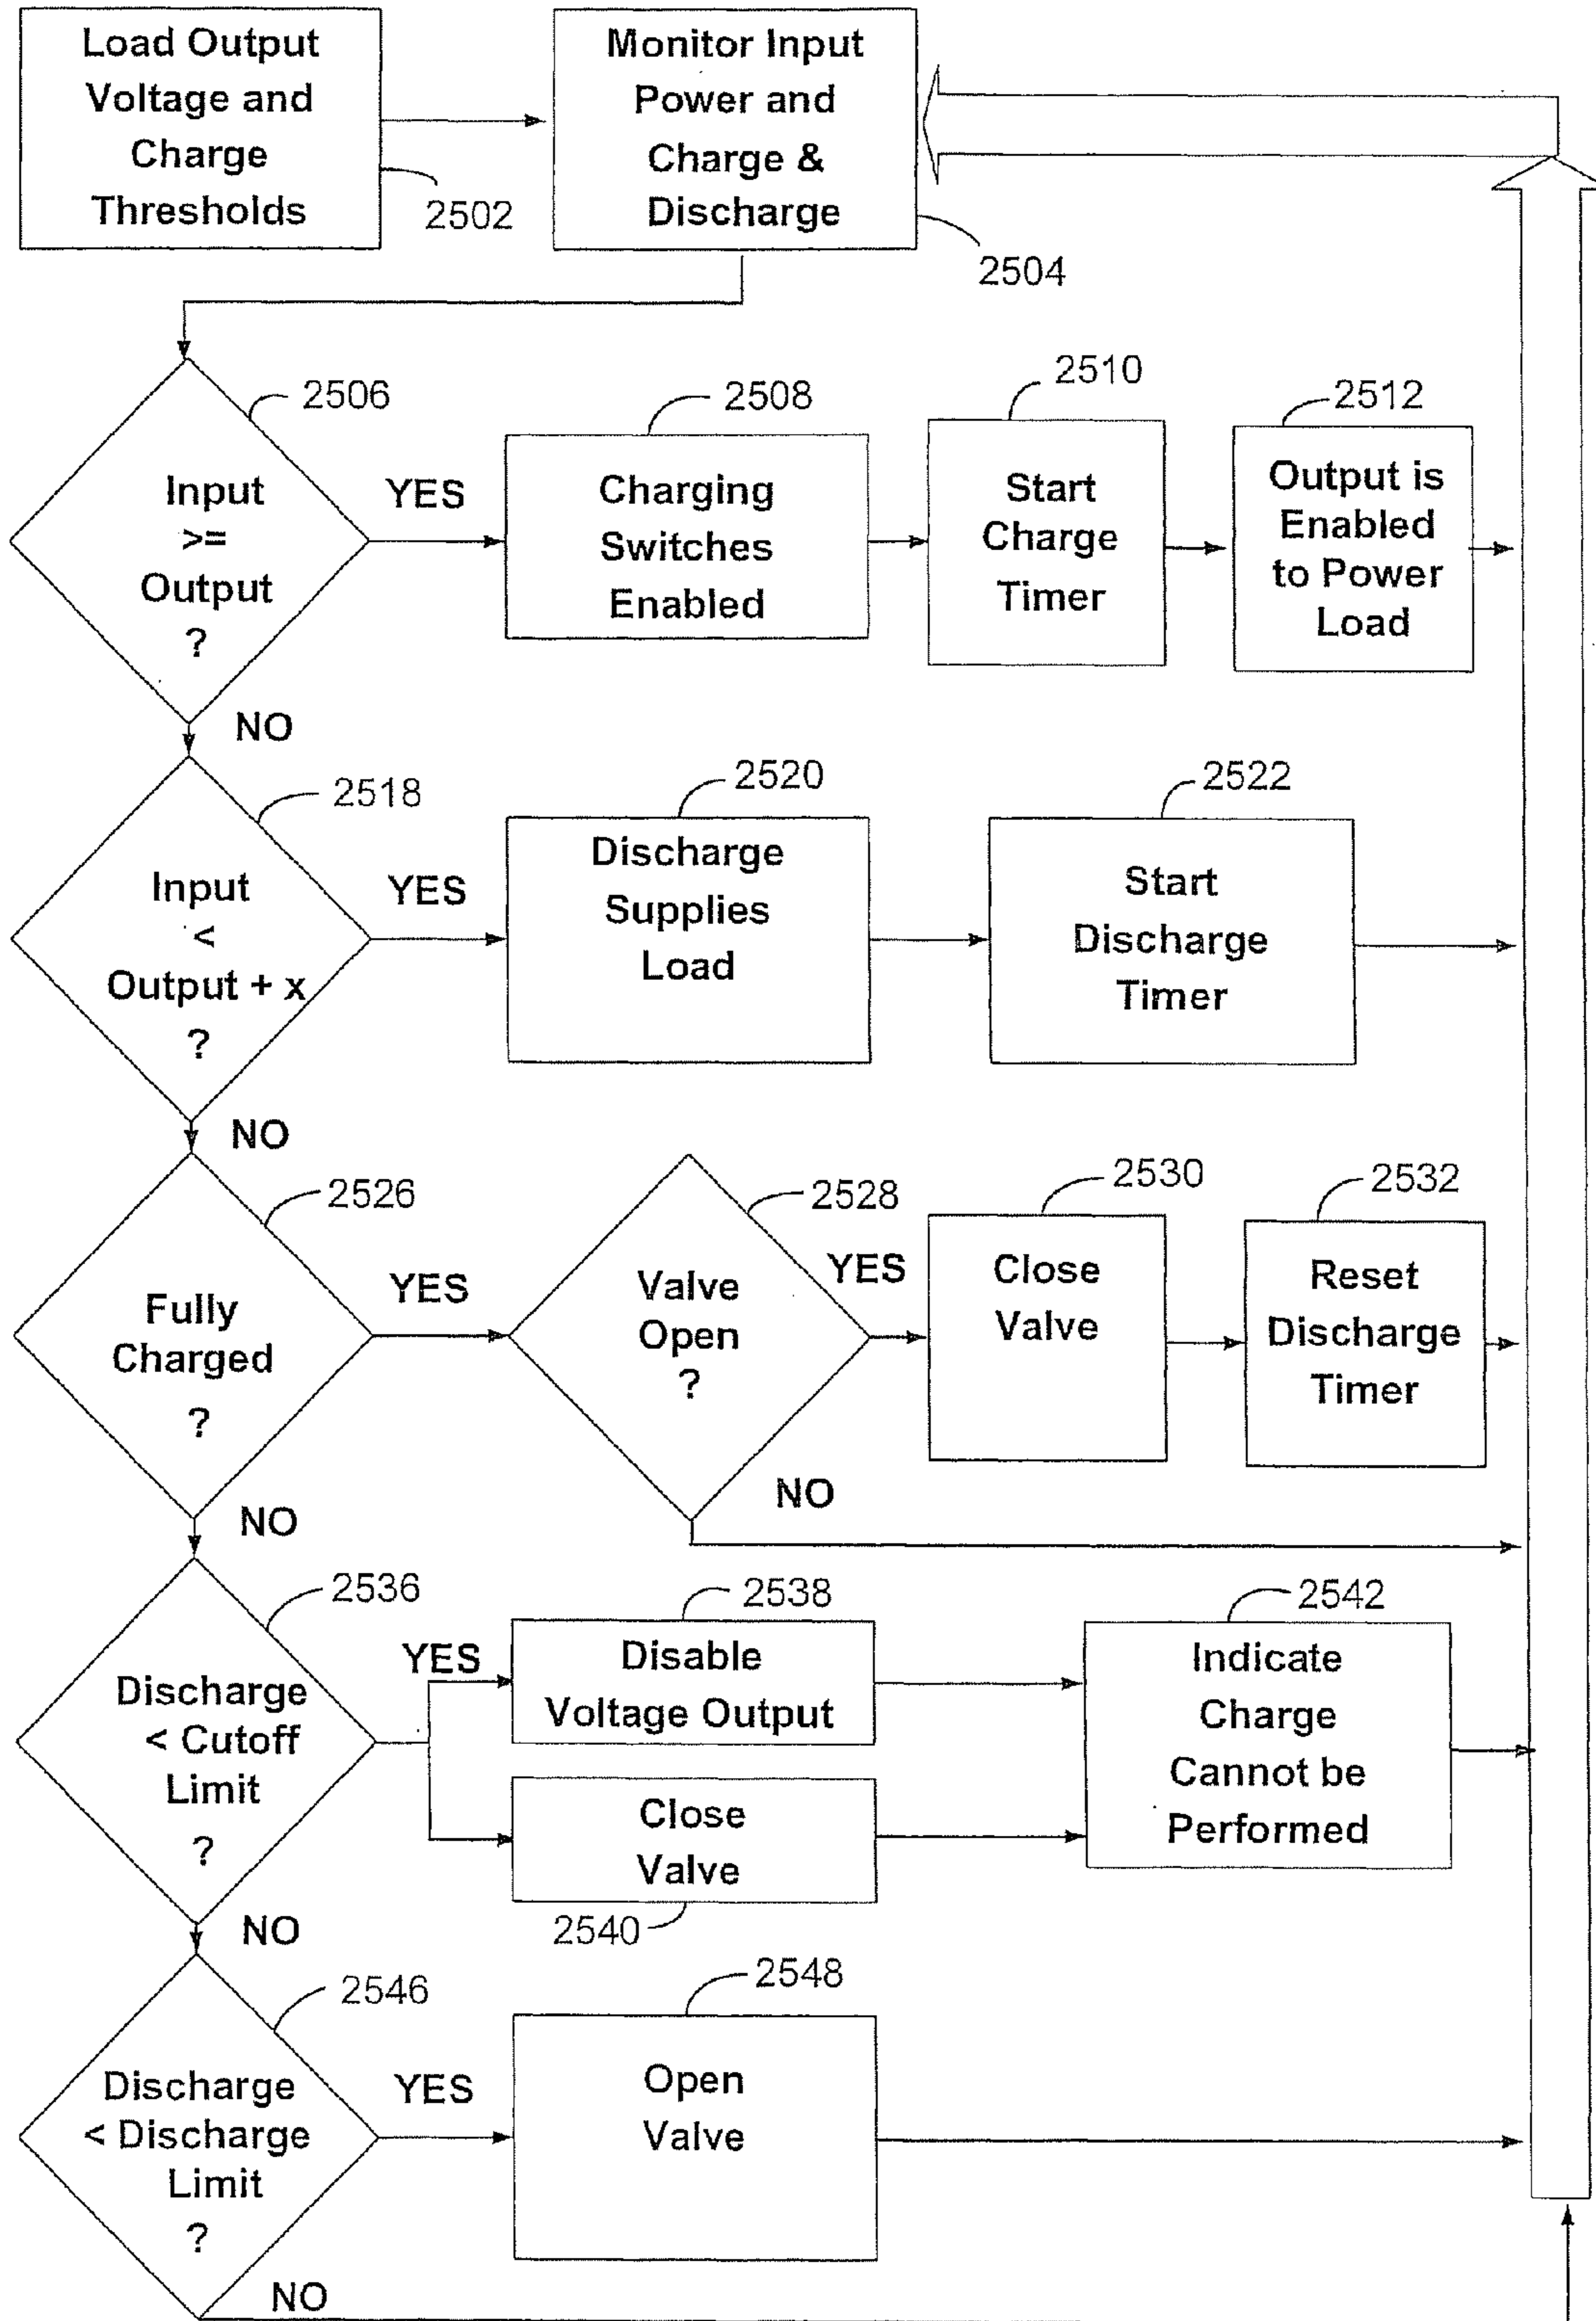 Load Output
Voltage and
Charge
Thresholds
2502
Monitor Input
Power and
Charge &
Discharge
2504
Input
>=
Output
?
2506
YES
NO
Charging
Switches
Enabled
2508
Start
Charge
Timer
2510
Output is
Enabled
to Power
Load
2512
Input
<
Output + x
?
2518
YES
NO
Discharge
Supplies
Load
2520
Start
Discharge
Timer
2522
Fully
Charged
?
2526
YES
NO
Valve
Open
?
2528
YES
NO
Close
Valve
2530
Reset
Discharge
Timer
2532
Discharge
< Cutoff
Limit
?
2536
YES
NO
Disable
Voltage Output
2538
Close
Valve
2540
Indicate
Charge
Cannot be
Performed
2542
Discharge
< Discharge
Limit
?
2546
YES
NO
Open
Valve
2548